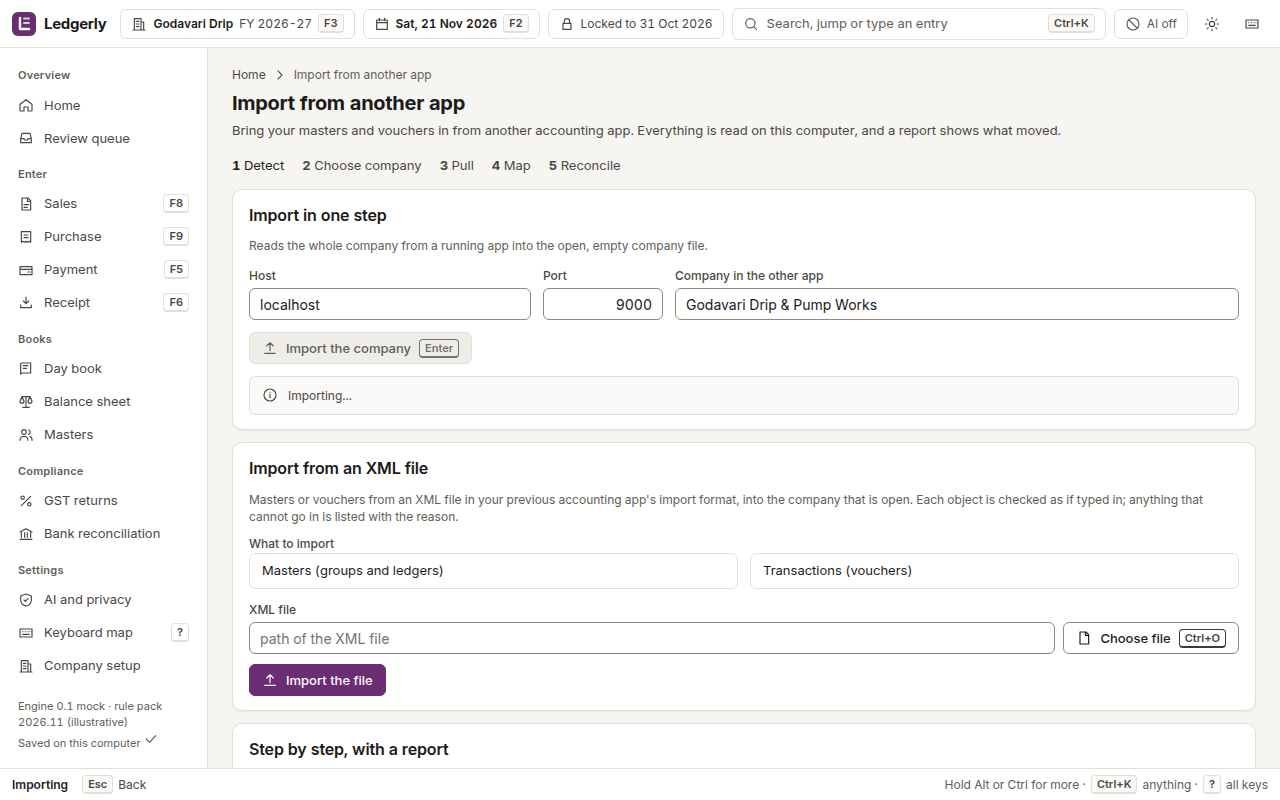 Ledgerly
Godavari Drip FY 2026-27 F3
Sat, 21 Nov 2026 F2
Locked to 31 Oct 2026
Search, jump or type an entry Ctrl+K
AI off
Overview
Home
Review queue
Enter
Sales F8
Purchase F9
Payment F5
Receipt F6
Books
Day book
Balance sheet
Masters
Compliance
GST returns
Bank reconciliation
Settings
AI and privacy
Keyboard map ?
Company setup
Engine 0.1 mock · rule pack
2026.11 (illustrative)
Saved on this computer
Home > Import from another app
Import from another app
Bring your masters and vouchers in from another accounting app. Everything is read on this computer, and a report shows what moved.
1 Detect 2 Choose company 3 Pull 4 Map 5 Reconcile
Import in one step
Reads the whole company from a running app into the open, empty company file.
Host Port Company in the other app
localhost 9000 Godavari Drip & Pump Works
Import the company Enter
Importing...
Import from an XML file
Masters or vouchers from an XML file in your previous accounting app's import format, into the company that is open. Each object is checked as if typed in; anything that
cannot go in is listed with the reason.
What to import
Masters (groups and ledgers) Transactions (vouchers)
XML file
path of the XML file Choose file Ctrl+O
Import the file
Step by step, with a report
Importing Esc Back Hold Alt or Ctrl for more · Ctrl+K anything · ? all keys